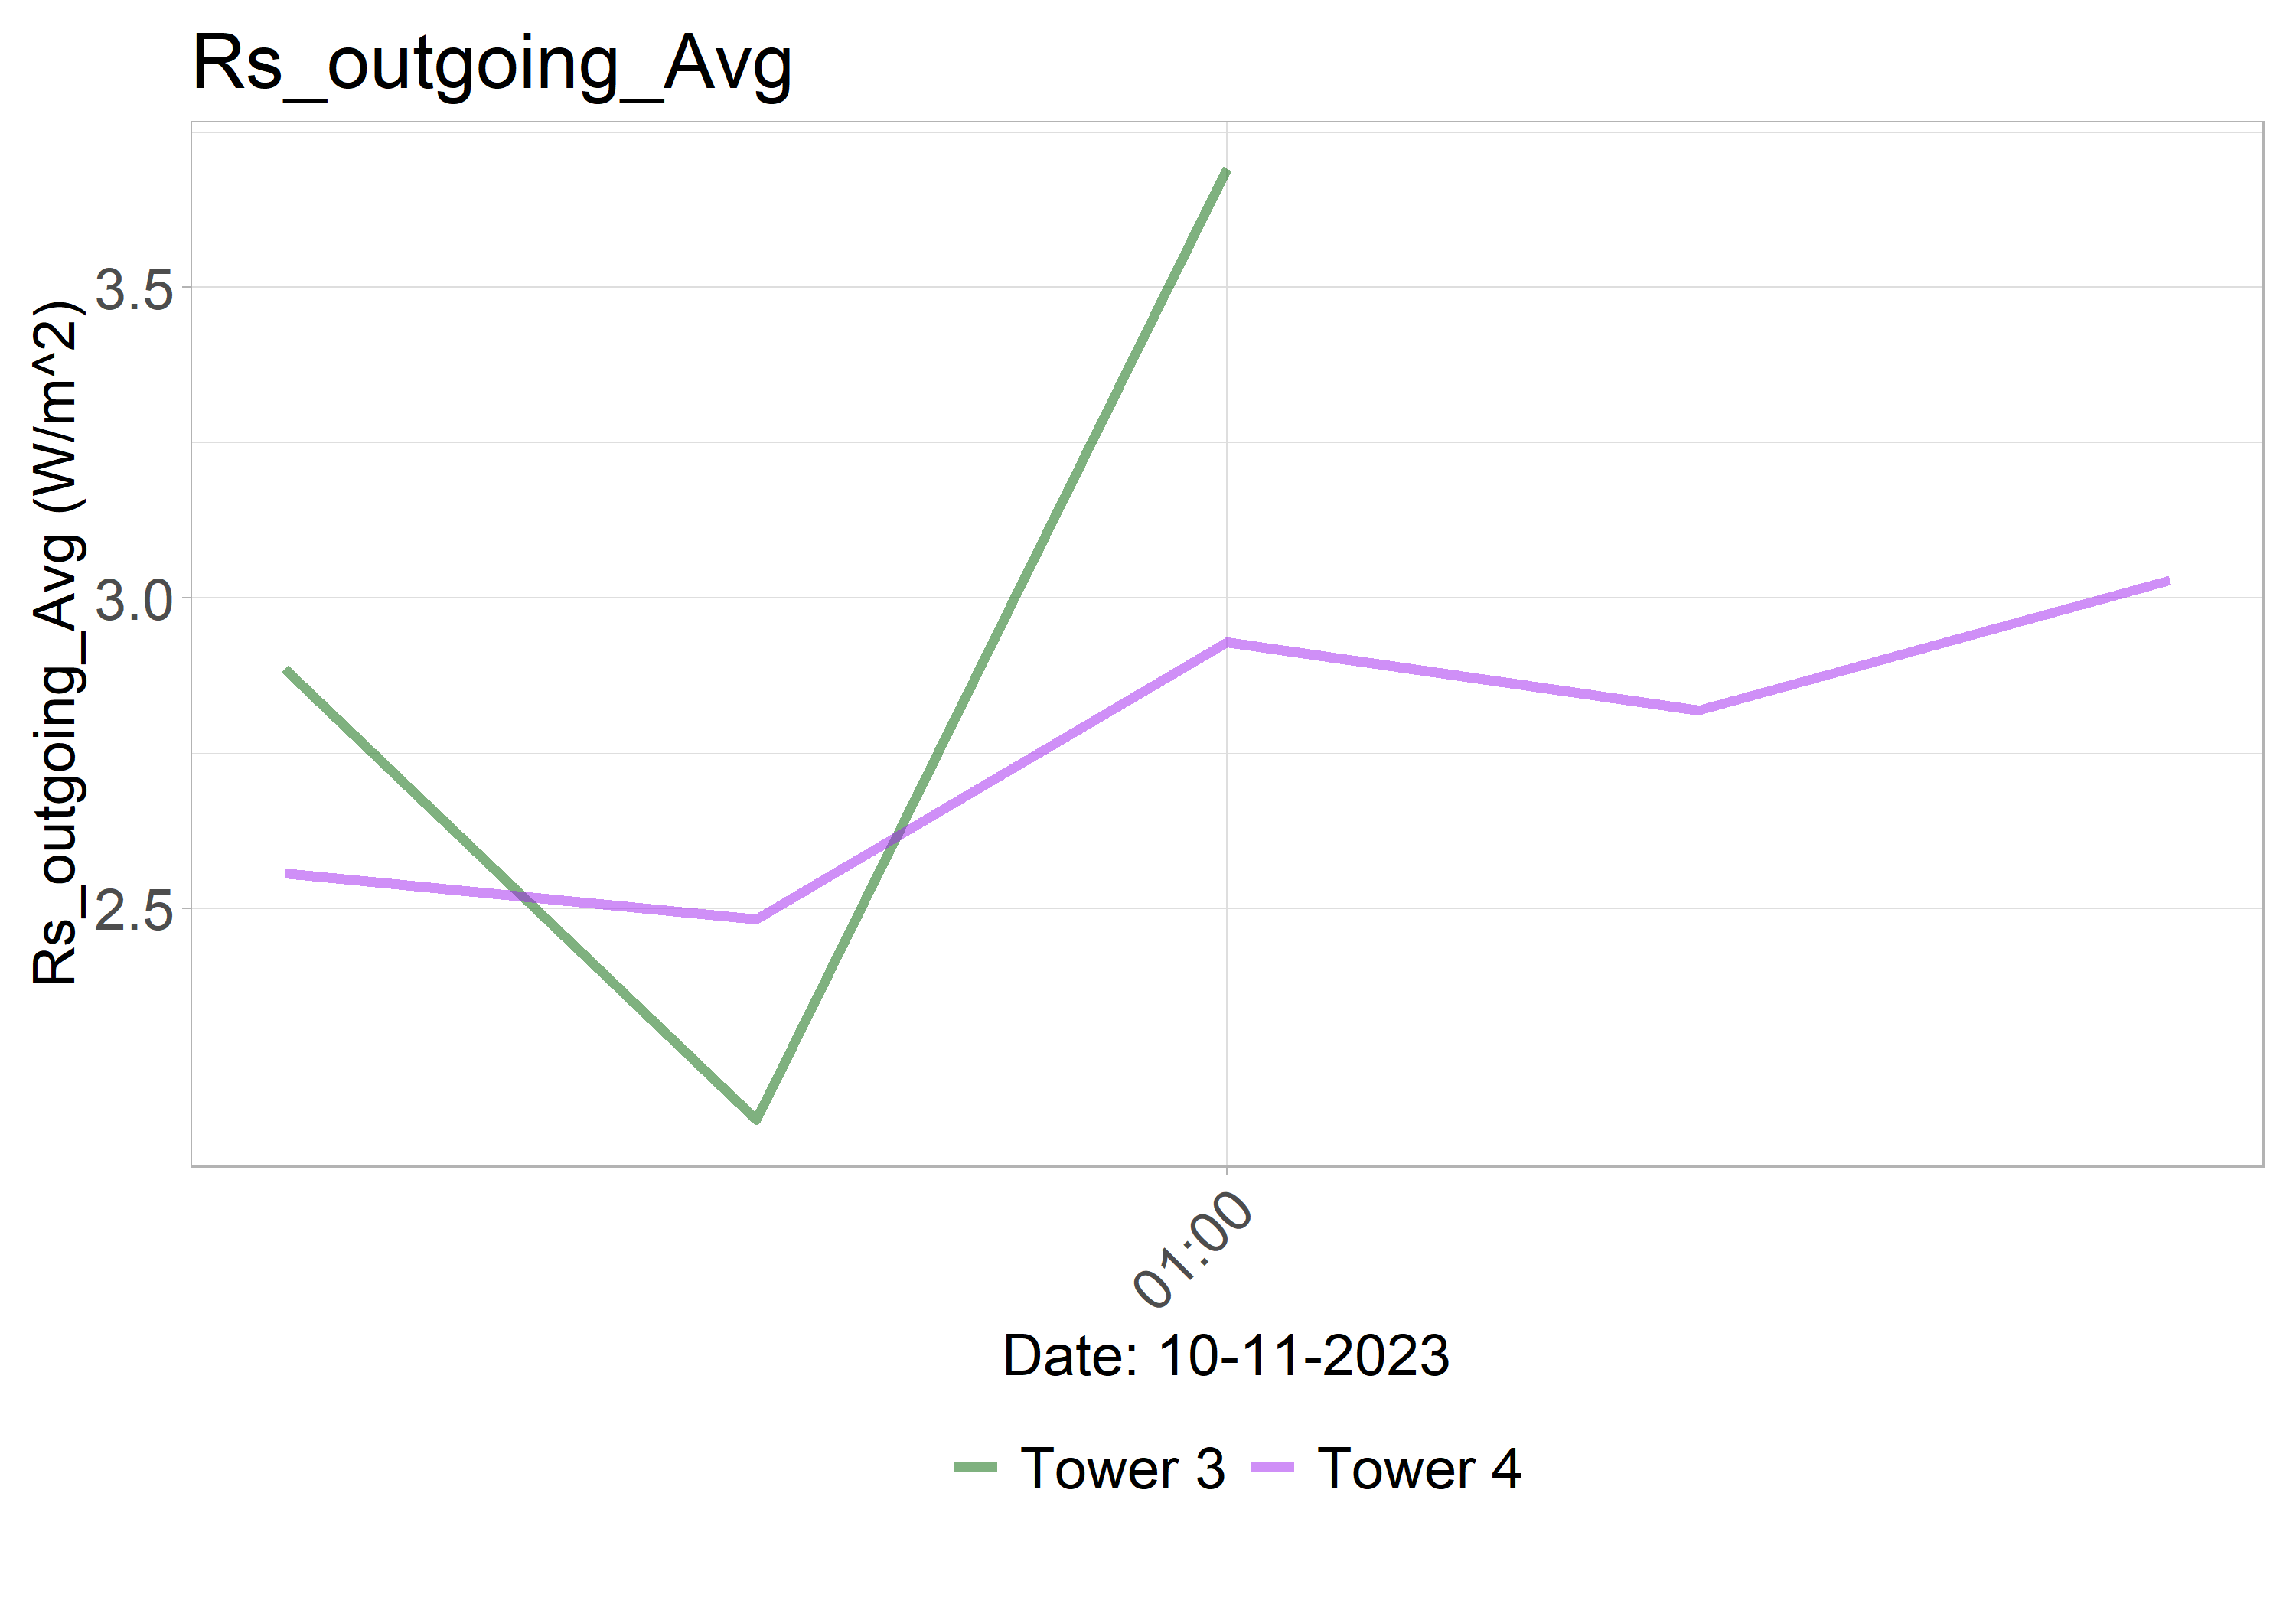 Rs_outgoing_Avg
Rs_outgoing_Avg (W/m^2)
3.5
3.0
2.5
01:00
Date: 10-11-2023
Tower 3 Tower 4